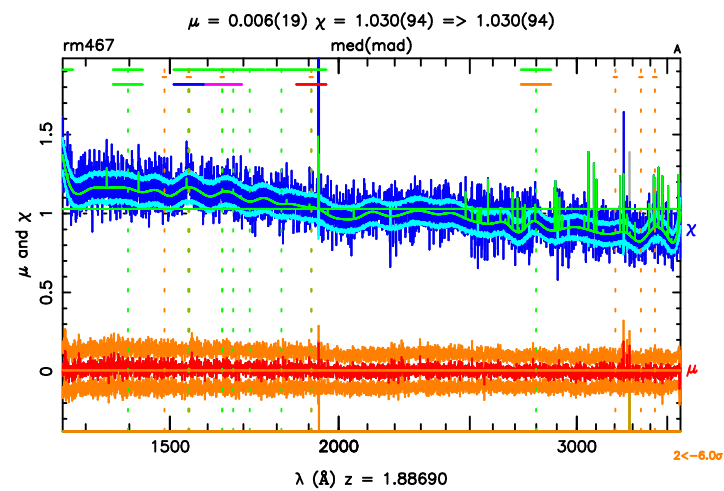 μ = 0.006(19) χ = 1.030(94) => 1.030(94)
rm467 med(mad) A
1.5
1
0.5
0
μ and χ
χ
μ
1500 2000 3000
2<-6.0σ
λ (Å) z = 1.88690